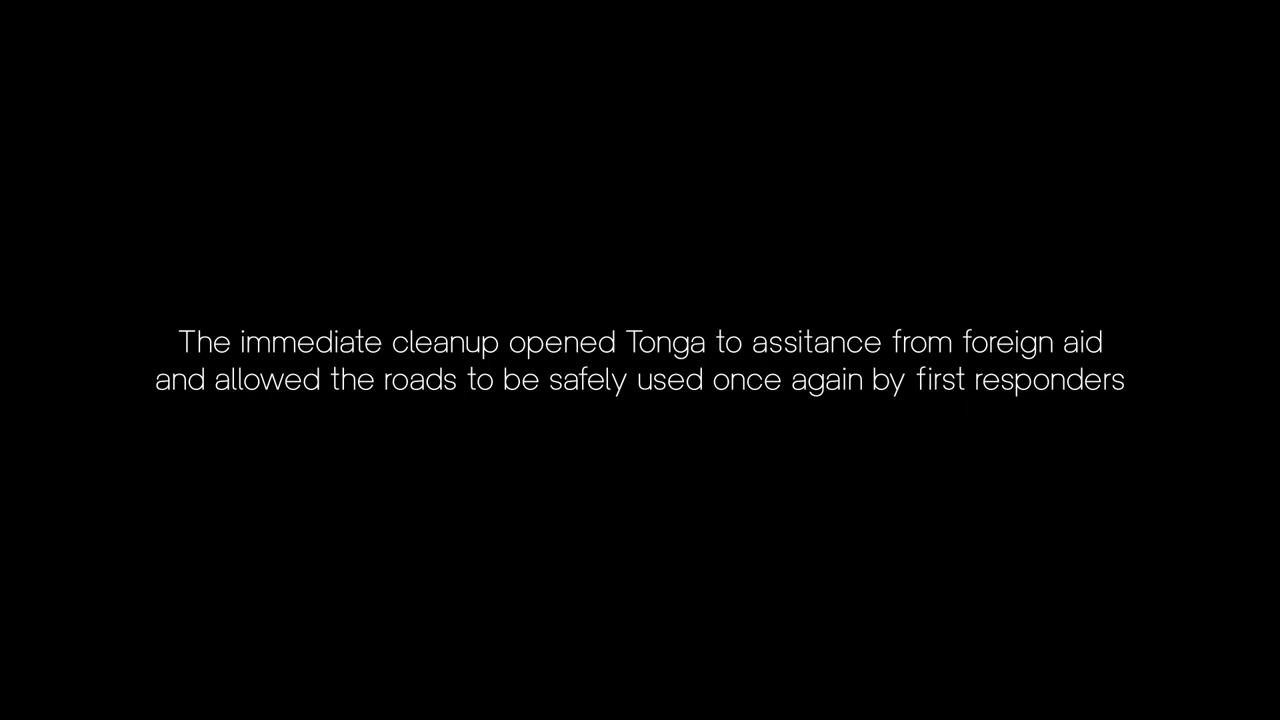 The immediate cleanup opened Tonga to assitance from foreign aid
and allowed the roads to be safely used once again by first responders